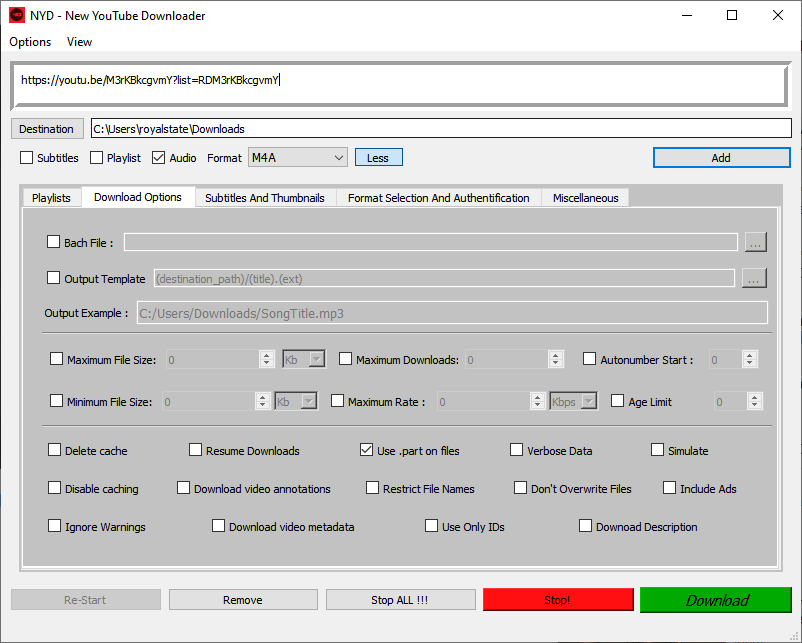 NYD - New YouTube Downloader
Options View
https://youtu.be/M3rKBkcgvmY?list=RDM3rKBkcgvmY
Destination C:\Users\royalstate\Downloads
Subtitles Playlist Audio Format M4A Less Add
Playlists Download Options Subtitles And Thumbnails Format Selection And Authentification Miscellaneous
Bach File : ...
Output Template (destination_path)/(title).(ext) ...
Output Example : C:/Users/Downloads/SongTitle.mp3
Maximum File Size: 0 Kb Maximum Downloads: 0 Autonumber Start : 0
Minimum File Size: 0 Kb Maximum Rate : 0 Kbps Age Limit 0
Delete cache Resume Downloads Use .part on files Verbose Data Simulate
Disable caching Download video annotations Restrict File Names Don't Overwrite Files Include Ads
Ignore Warnings Download video metadata Use Only IDs Downoad Description
Re-Start Remove Stop ALL !!! Stop! Download